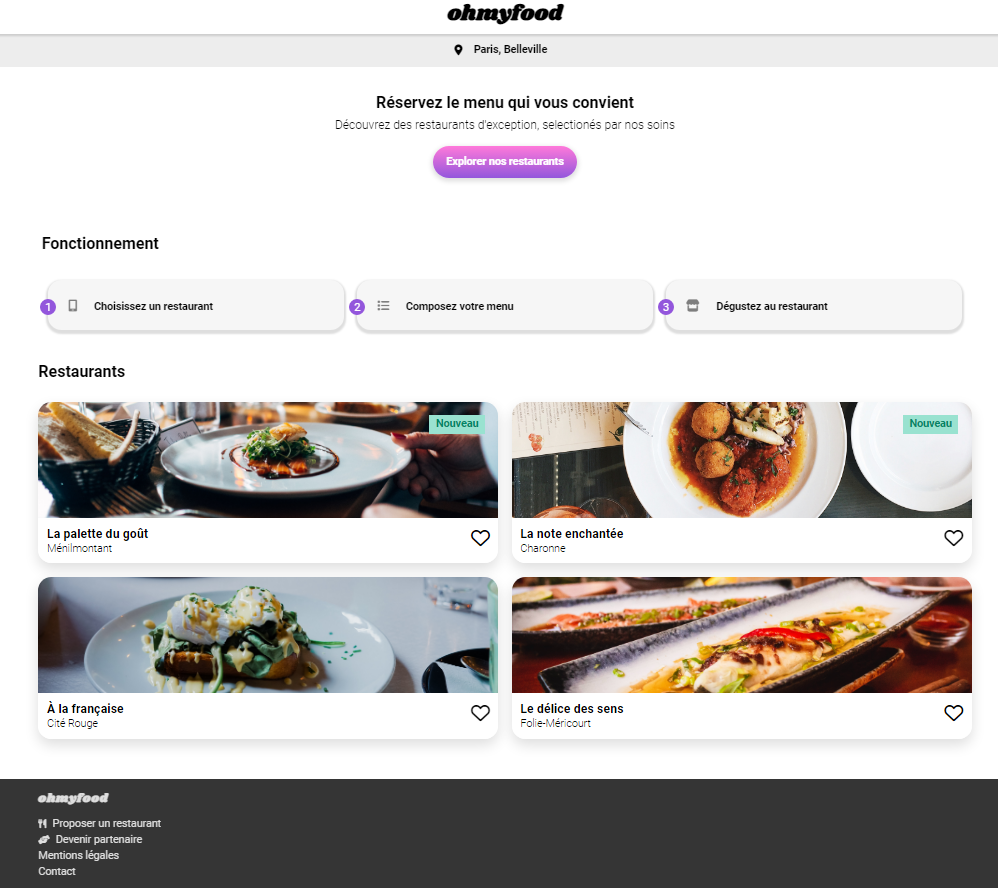 ohmyfood
Paris, Belleville
Réservez le menu qui vous convient
Découvrez des restaurants d'exception, selectionés par nos soins
Explorer nos restaurants
Fonctionnement
1 Choisissez un restaurant
2 Composez votre menu
3 Dégustez au restaurant
Restaurants
Nouveau
La palette du goût
Ménilmontant
Nouveau
La note enchantée
Charonne
À la française
Cité Rouge
Le délice des sens
Folie-Méricourt
ohmyfood
Proposer un restaurant
Devenir partenaire
Mentions légales
Contact